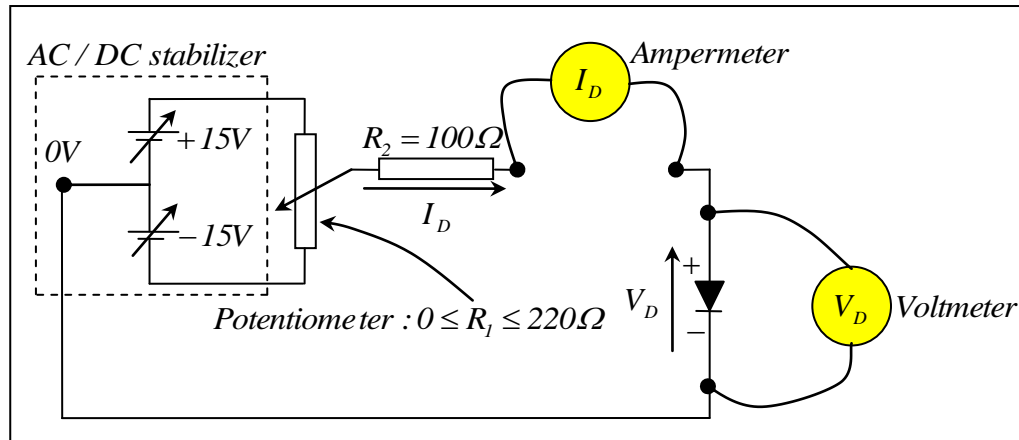 AC / DC stabilizer
Ampermeter
I_D
+15V
0V
R_2 = 100Ω
I_D
−15V
+
V_D
−
V_D
Voltmeter
Potentiometer : 0 ≤ R_1 ≤ 220Ω